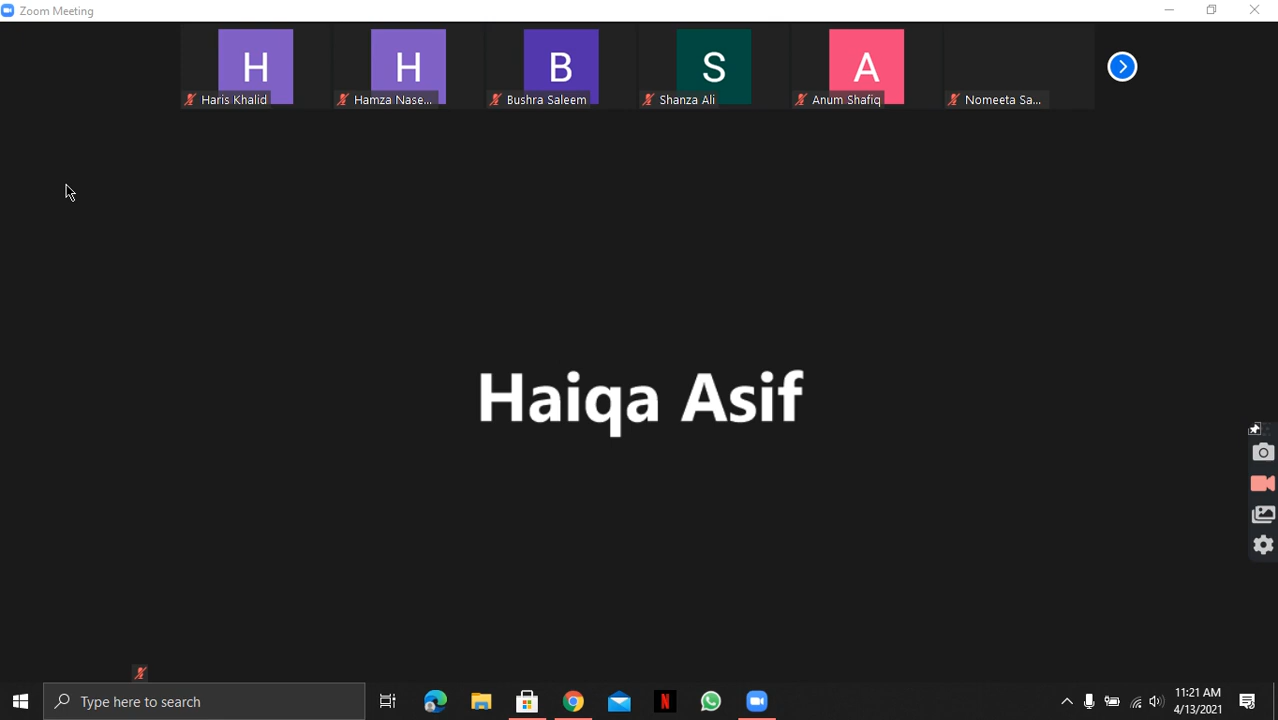 Zoom Meeting
H H B S A
Haris Khalid Hamza Nase... Bushra Saleem Shanza Ali Anum Shafiq Nomeeta Sa...
Haiqa Asif
Type here to search
N
11:21 AM
4/13/2021